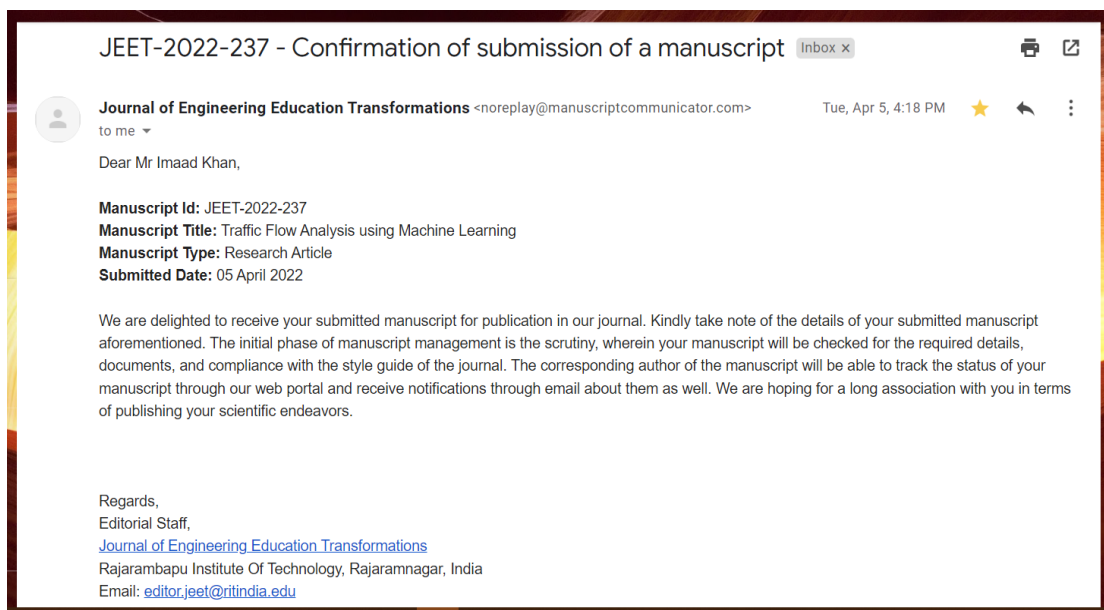 JEET-2022-237 - Confirmation of submission of a manuscript Inbox x
Journal of Engineering Education Transformations <noreplay@manuscriptcommunicator.com> Tue, Apr 5, 4:18 PM
to me
Dear Mr Imaad Khan,
Manuscript Id: JEET-2022-237
Manuscript Title: Traffic Flow Analysis using Machine Learning
Manuscript Type: Research Article
Submitted Date: 05 April 2022
We are delighted to receive your submitted manuscript for publication in our journal. Kindly take note of the details of your submitted manuscript
aforementioned. The initial phase of manuscript management is the scrutiny, wherein your manuscript will be checked for the required details,
documents, and compliance with the style guide of the journal. The corresponding author of the manuscript will be able to track the status of your
manuscript through our web portal and receive notifications through email about them as well. We are hoping for a long association with you in terms
of publishing your scientific endeavors.
Regards,
Editorial Staff,
Journal of Engineering Education Transformations
Rajarambapu Institute Of Technology, Rajaramnagar, India
Email: editor.jeet@ritindia.edu